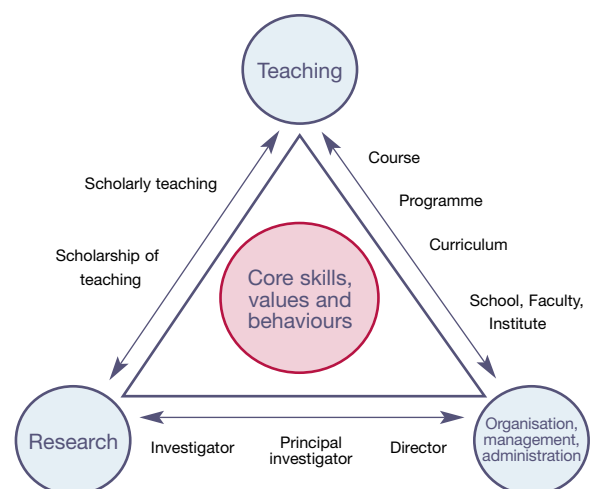 Teaching
Course
Scholarly teaching
Programme
Curriculum
Scholarship of
teaching
Core skills,
values and
behaviours
School, Faculty,
Institute
Research
Investigator
Principal
investigator
Director
Organisation,
management,
administration